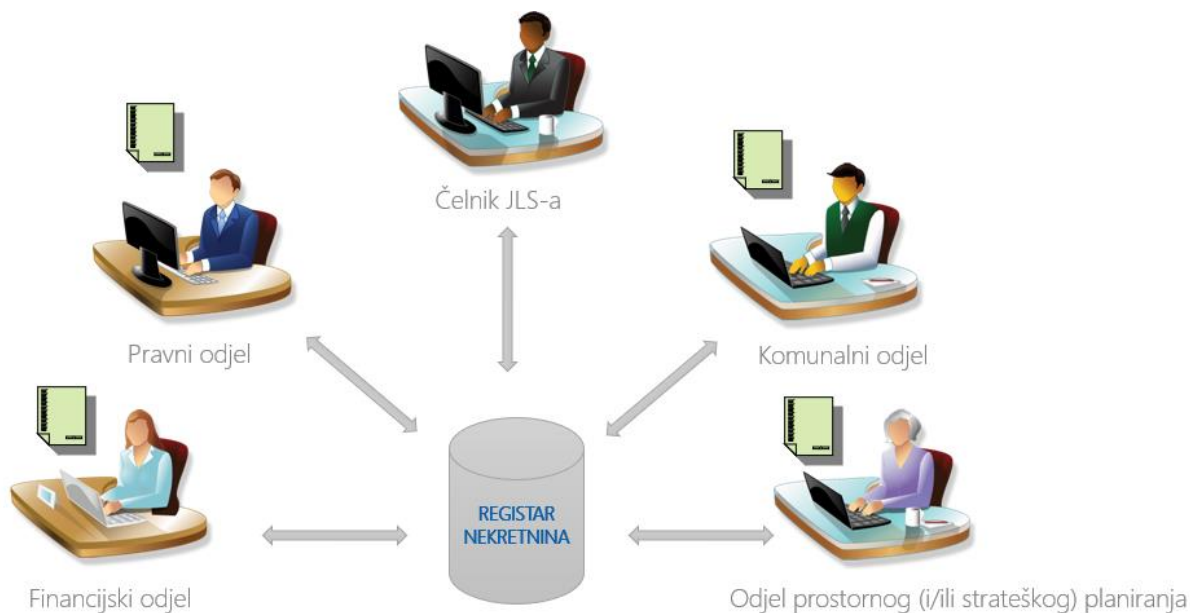 Čelnik JLS-a
Pravni odjel
Komunalni odjel
REGISTAR
NEKRETNINA
Financijski odjel
Odjel prostornog (i/ili strateškog) planiranja